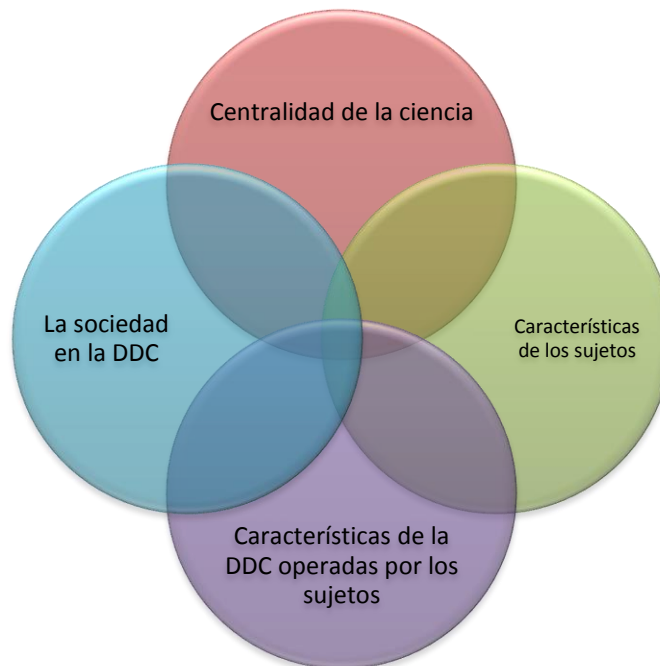 Centralidad de la ciencia
La sociedad
en la DDC
Características
de los sujetos
Características de la
DDC operadas por los
sujetos